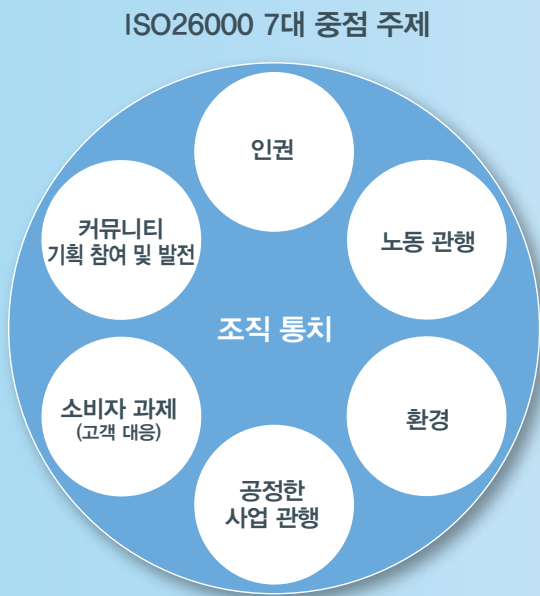 ISO26000 7대 중점 주제
인권
노동 관행
환경
공정한
사업 관행
소비자 과제
(고객 대응)
커뮤니티
기획 참여 및 발전
조직 통치